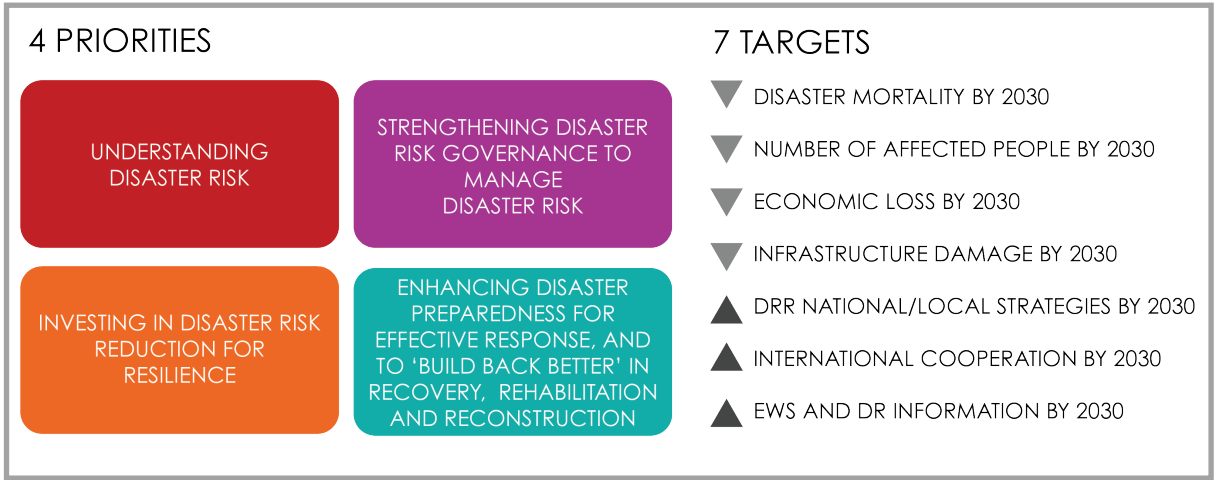 4 PRIORITIES
UNDERSTANDING
DISASTER RISK
STRENGTHENING DISASTER
RISK GOVERNANCE TO
MANAGE
DISASTER RISK
INVESTING IN DISASTER RISK
REDUCTION FOR
RESILIENCE
ENHANCING DISASTER
PREPAREDNESS FOR
EFFECTIVE RESPONSE, AND
TO ‘BUILD BACK BETTER’ IN
RECOVERY, REHABILITATION
AND RECONSTRUCTION
7 TARGETS
DISASTER MORTALITY BY 2030
NUMBER OF AFFECTED PEOPLE BY 2030
ECONOMIC LOSS BY 2030
INFRASTRUCTURE DAMAGE BY 2030
DRR NATIONAL/LOCAL STRATEGIES BY 2030
INTERNATIONAL COOPERATION BY 2030
EWS AND DR INFORMATION BY 2030